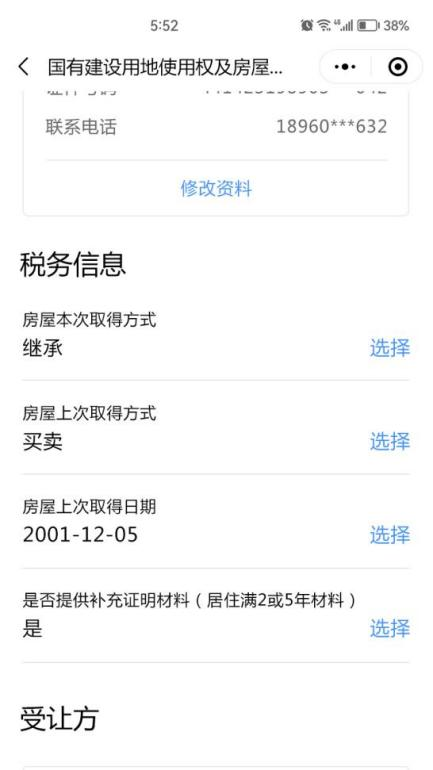 5:52
38%
国有建设用地使用权及房屋...
联系电话
18960***632
修改资料
税务信息
房屋本次取得方式
继承
选择
房屋上次取得方式
买卖
选择
房屋上次取得日期
2001-12-05
选择
是否提供补充证明材料（居住满2或5年材料）
是
选择
受让方